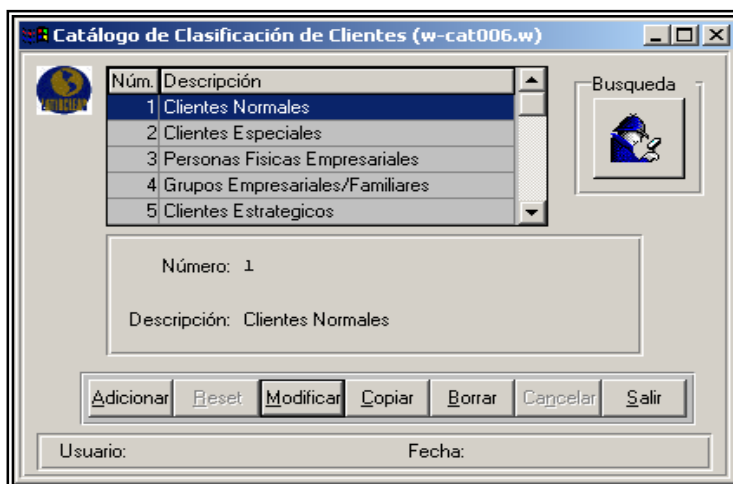 Catálogo de Clasificación de Clientes (w-cat006.w)
Núm. Descripción
1 Clientes Normales
2 Clientes Especiales
3 Personas Fisicas Empresariales
4 Grupos Empresariales/Familiares
5 Clientes Estrategicos
Busqueda
Número: 1
Descripción: Clientes Normales
Adicionar Reset Modificar Copiar Borrar Cancelar Salir
Usuario: Fecha: